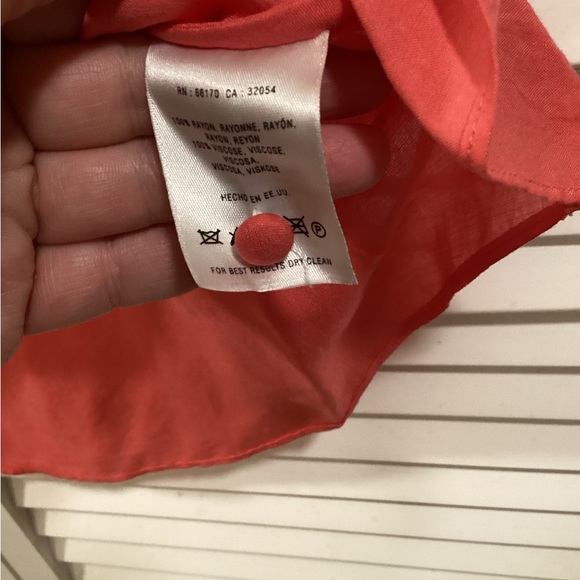 RN : 66170 CA : 32054
100% RAYON, RAYONNE, RAYÓN,
RAYON, REYON
100% VISCOSE, VISCOSE,
VISCOSA,
VISCOSA, VISKOSE
HECHO EN EE.UU
P
FOR BEST RESULTS DRY CLEAN